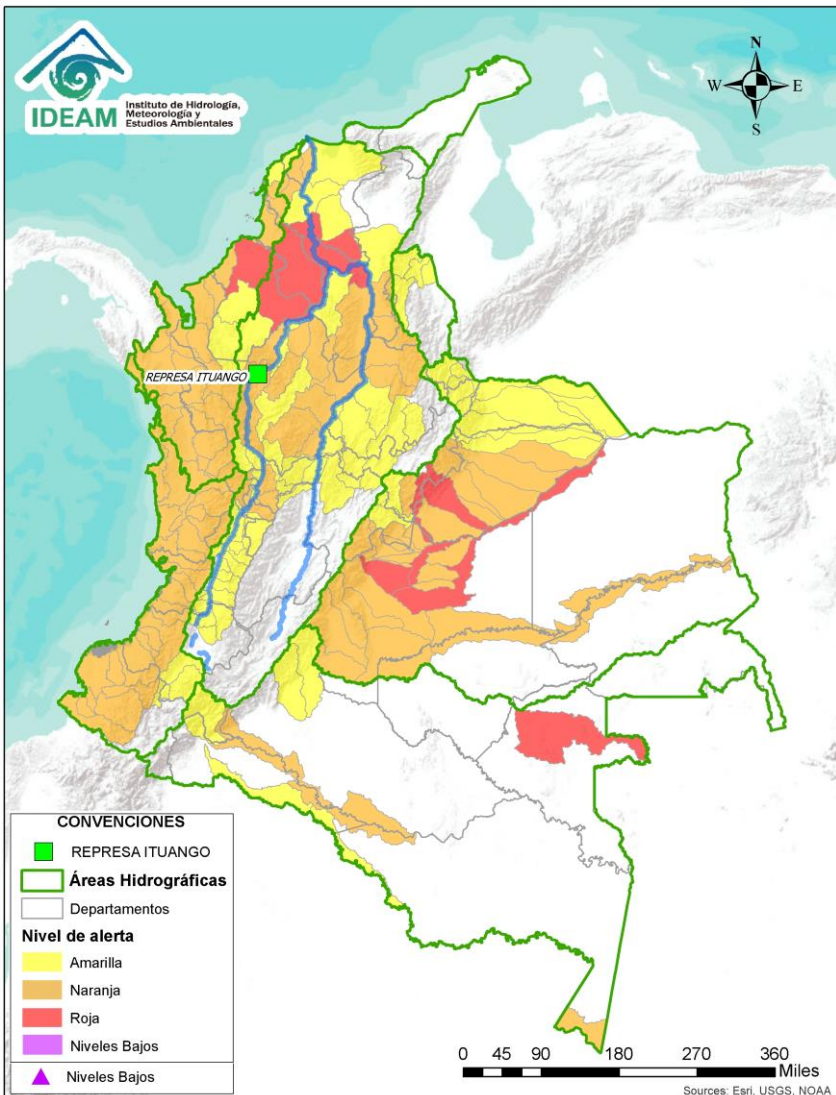 IDEAM
Instituto de Hidrología,
Meteorología y
Estudios Ambientales
N
W
E
S
REPRESA ITUANGO
CONVENCIONES
REPRESA ITUANGO
Áreas Hidrográficas
Departamentos
Nivel de alerta
Amarilla
Naranja
Roja
Niveles Bajos
Niveles Bajos
0 45 90 180 270 360
Miles
Sources: Esri, USGS, NOAA